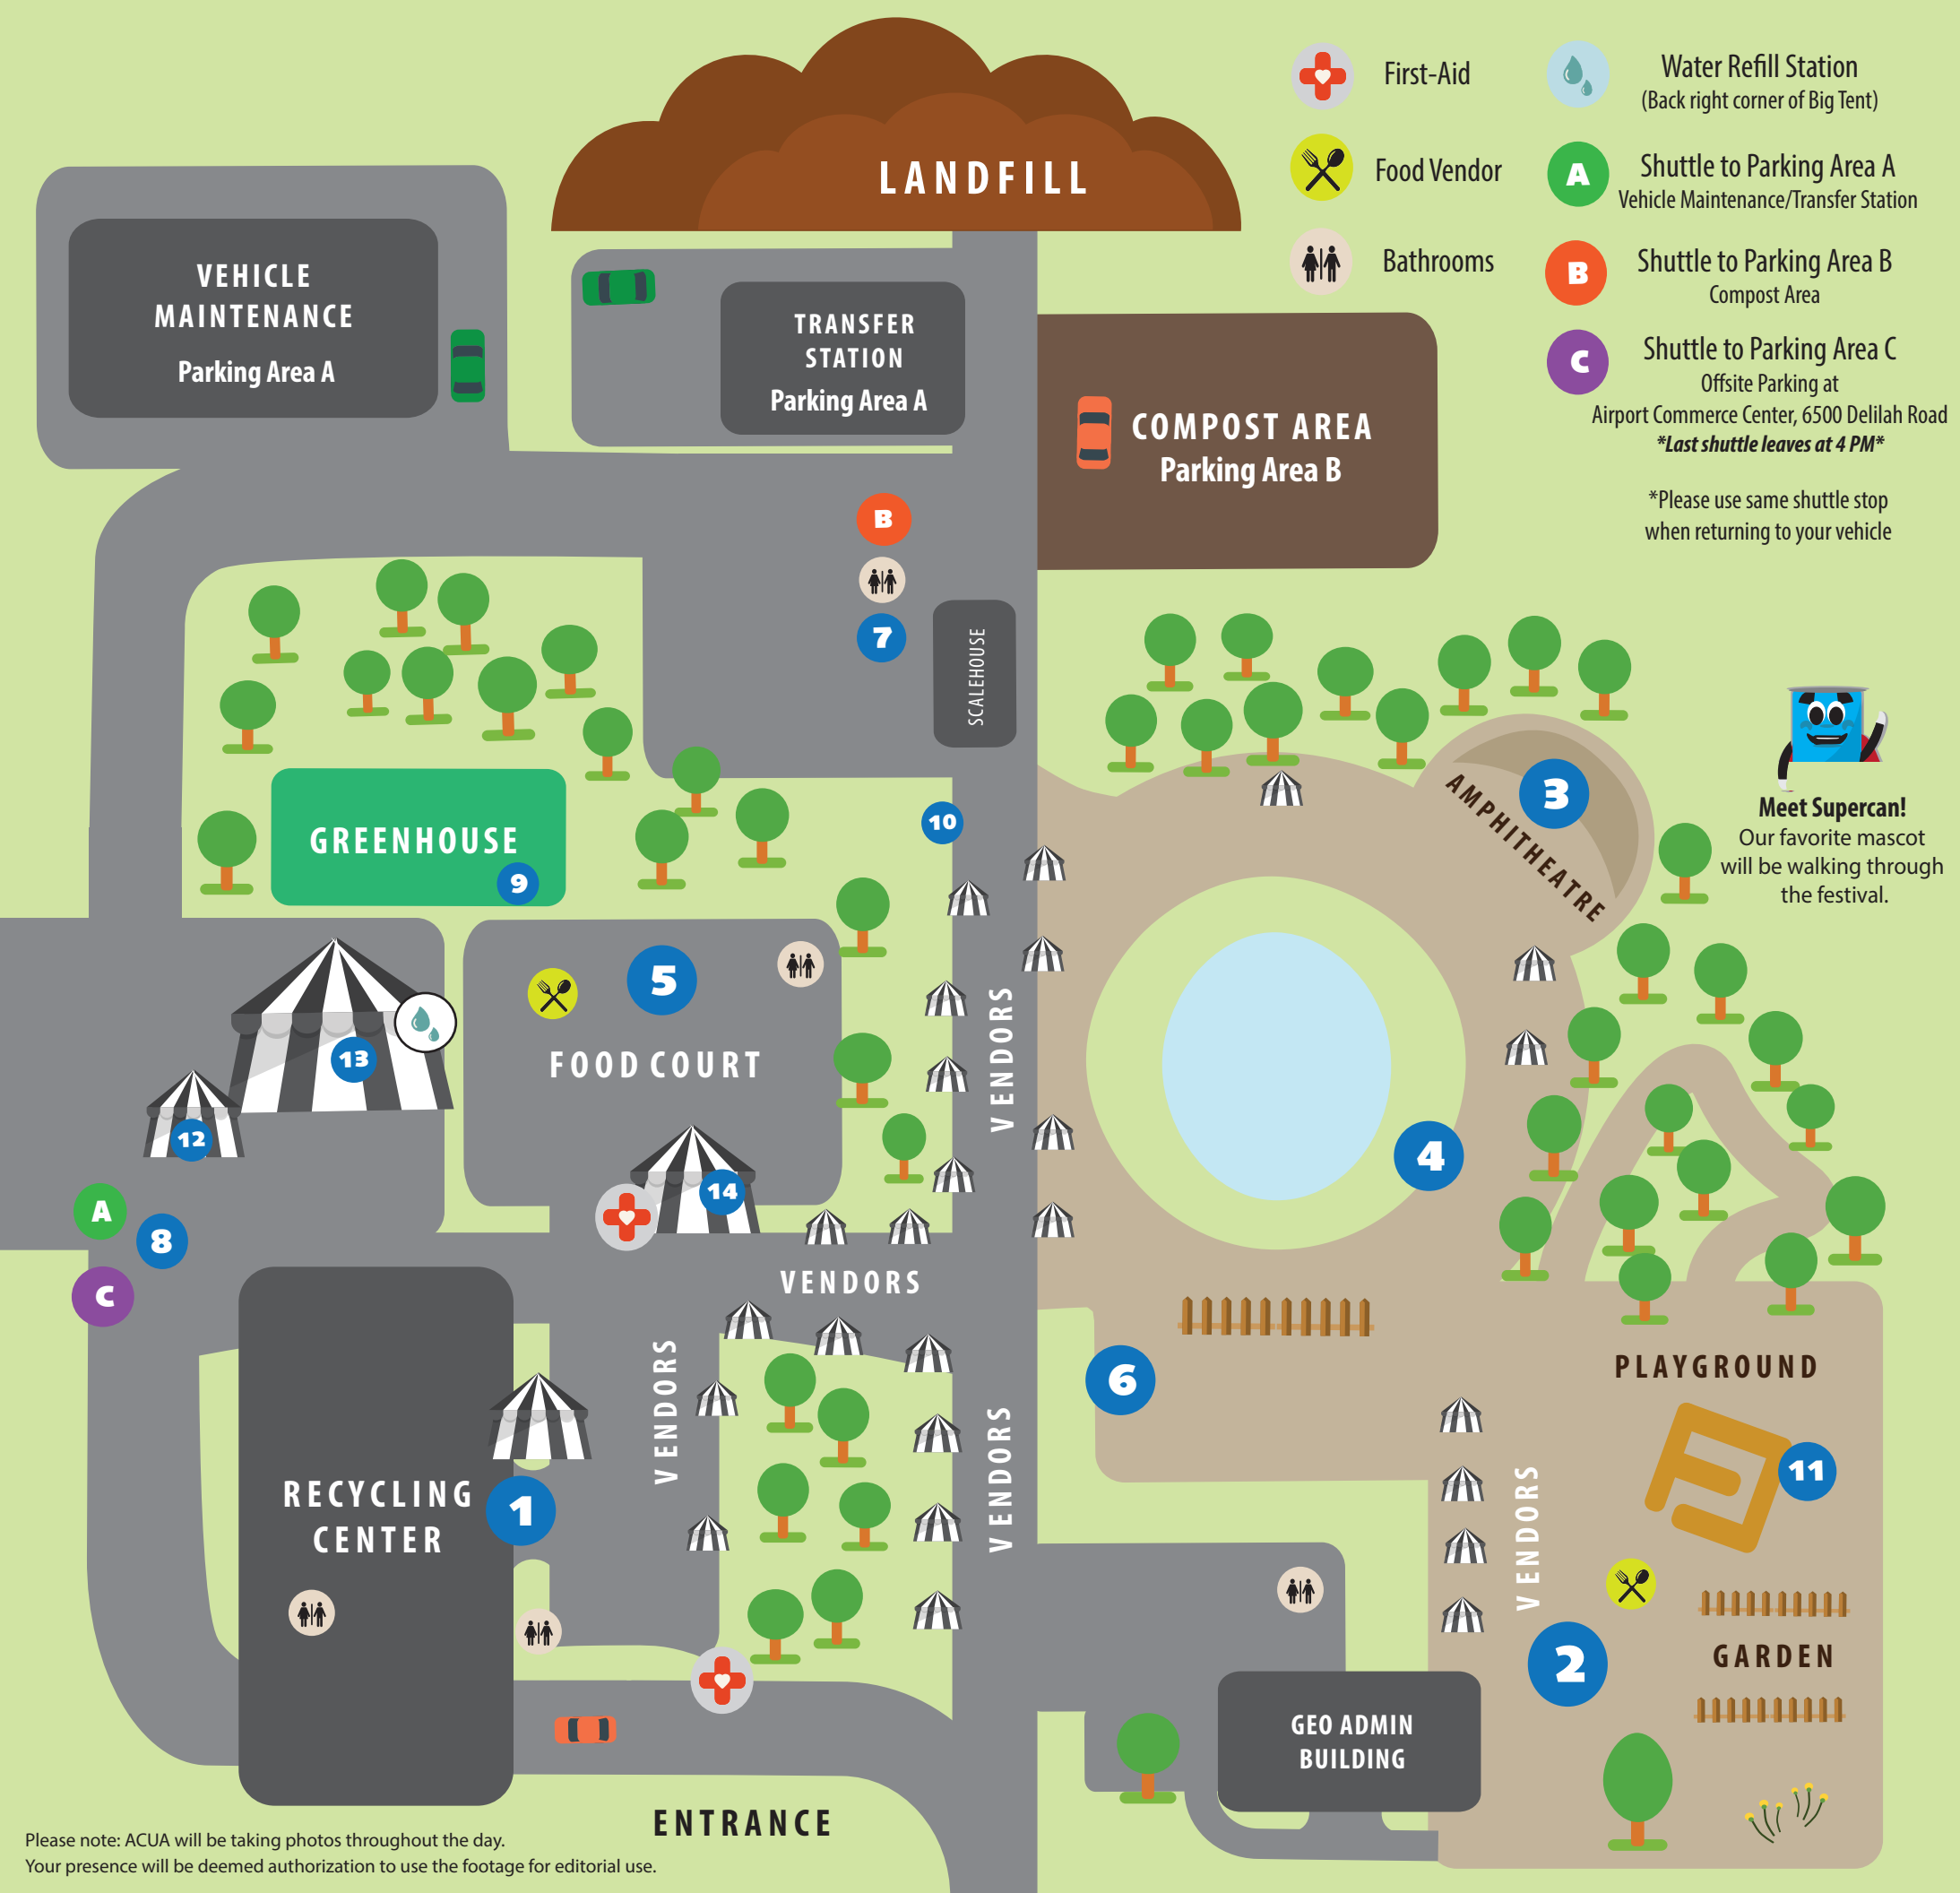 LANDFILL
First-Aid
Food Vendor
Bathrooms
Water Refill Station
(Back right corner of Big Tent)
A
Shuttle to Parking Area A
Vehicle Maintenance/Transfer Station
B
Shuttle to Parking Area B
Compost Area
C
Shuttle to Parking Area C
Offsite Parking at
Airport Commerce Center, 6500 Delilah Road
*Last shuttle leaves at 4 PM*
*Please use same shuttle stop
when returning to your vehicle
VEHICLE
MAINTENANCE
Parking Area A
TRANSFER
STATION
Parking Area A
COMPOST AREA
Parking Area B
B
7
SCALEHOUSE
10
GREENHOUSE
9
3
AMPHITHEATRE
Meet Supercan!
Our favorite mascot
will be walking through
the festival.
5
FOOD COURT
13
12
14
VENDORS
4
A
8
C
VENDORS
VENDORS
VENDORS
6
PLAYGROUND
11
VENDORS
RECYCLING
CENTER
1
2
GARDEN
GEO ADMIN
BUILDING
ENTRANCE
Please note: ACUA will be taking photos throughout the day.
Your presence will be deemed authorization to use the footage for editorial use.